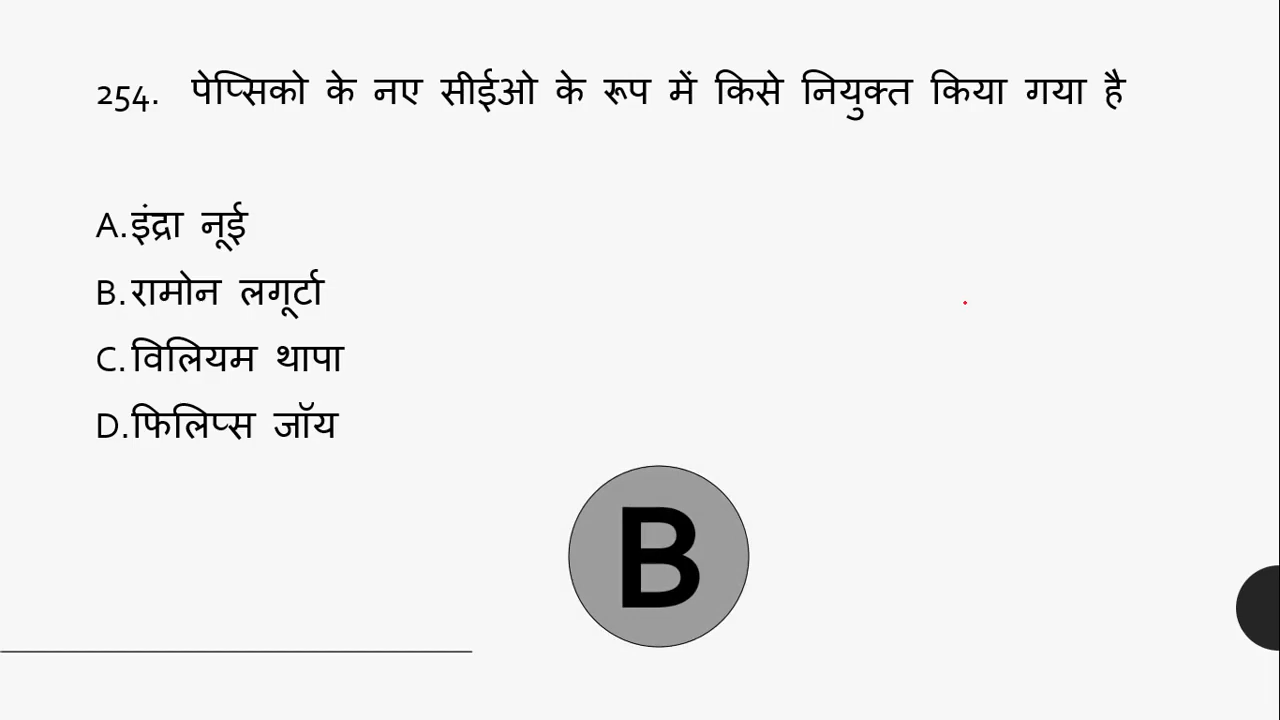 254. पेप्सिको के नए सीईओ के रूप में किसे नियुक्त किया गया है
A.इंद्रा नूई
B.रामोन लगूर्टा
C.विलियम थापा
D.फिलिप्स जॉय
B